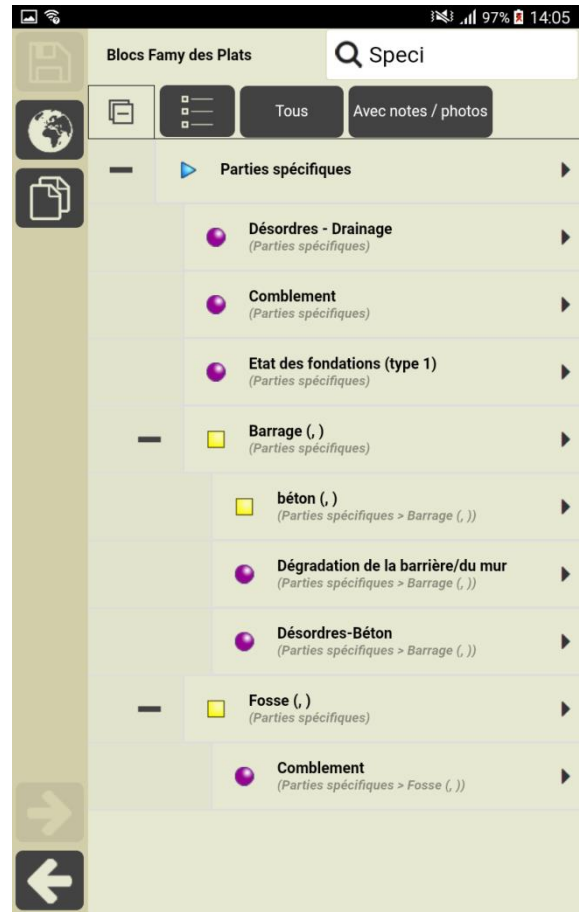 97% 14:05
Blocs Famy des Plats
Speci
Tous
Avec notes / photos
Parties spécifiques
Désordres - Drainage
(Parties spécifiques)
Comblement
(Parties spécifiques)
Etat des fondations (type 1)
(Parties spécifiques)
Barrage (, )
(Parties spécifiques)
béton (, )
(Parties spécifiques > Barrage (, ))
Dégradation de la barrière/du mur
(Parties spécifiques > Barrage (, ))
Désordres-Béton
(Parties spécifiques > Barrage (, ))
Fosse (, )
(Parties spécifiques)
Comblement
(Parties spécifiques > Fosse (, ))